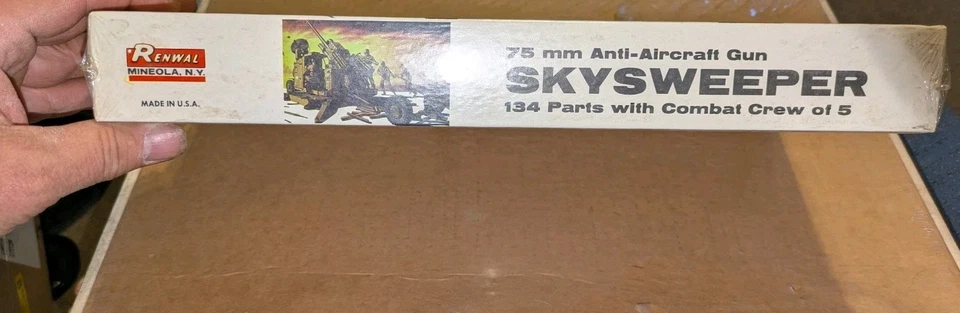 RENWAL
MINEOLA, N.Y.
MADE IN U.S.A.
75 mm Anti-Aircraft Gun
SKYSWEEPER
134 Parts with Combat Crew of 5